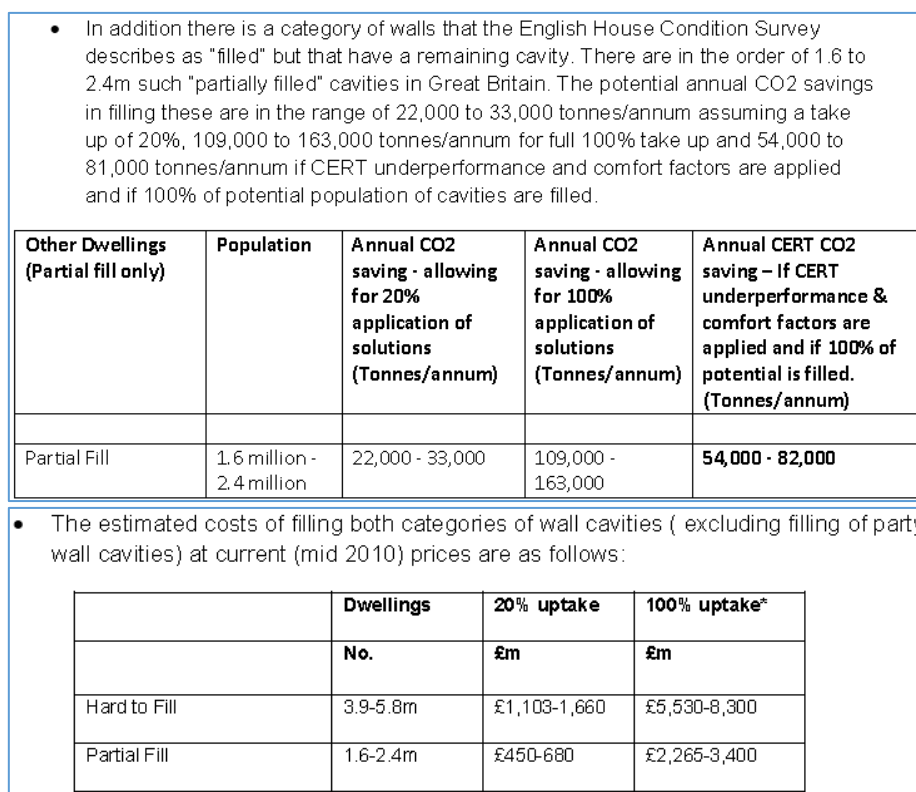 • In addition there is a category of walls that the English House Condition Survey
describes as "filled" but that have a remaining cavity. There are in the order of 1.6 to
2.4m such "partially filled" cavities in Great Britain. The potential annual CO2 savings
in filling these are in the range of 22,000 to 33,000 tonnes/annum assuming a take
up of 20%, 109,000 to 163,000 tonnes/annum for full 100% take up and 54,000 to
81,000 tonnes/annum if CERT underperformance and comfort factors are applied
and if 100% of potential population of cavities are filled.
Other Dwellings
(Partial fill only)
Population
Annual CO2
saving - allowing
for 20%
application of
solutions
(Tonnes/annum)
Annual CO2
saving - allowing
for 100%
application of
solutions
(Tonnes/annum)
Annual CERT CO2
saving – If CERT
underperformance &
comfort factors are
applied and if 100% of
potential is filled.
(Tonnes/annum)
Partial Fill
1.6 million -
2.4 million
22,000 - 33,000
109,000 -
163,000
54,000 - 82,000
• The estimated costs of filling both categories of wall cavities ( excluding filling of party
wall cavities) at current (mid 2010) prices are as follows:
Dwellings 20% uptake 100% uptake*
No. £m £m
Hard to Fill 3.9-5.8m £1,103-1,660 £5,530-8,300
Partial Fill 1.6-2.4m £450-680 £2,265-3,400